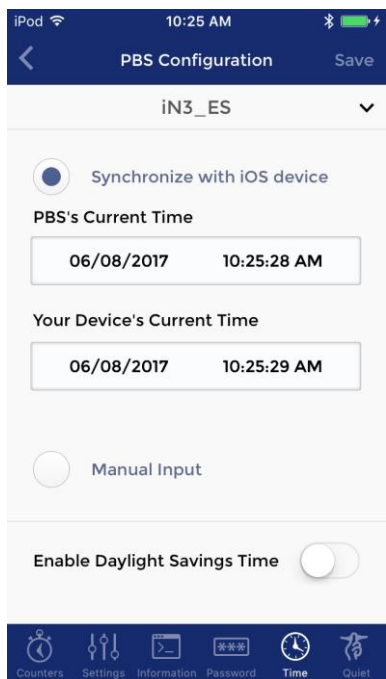 iPod 10:25 AM
PBS Configuration Save
iN3_ES
Synchronize with iOS device
PBS's Current Time
06/08/2017 10:25:28 AM
Your Device's Current Time
06/08/2017 10:25:29 AM
Manual Input
Enable Daylight Savings Time
***
Counters Settings Information Password Time Quiet